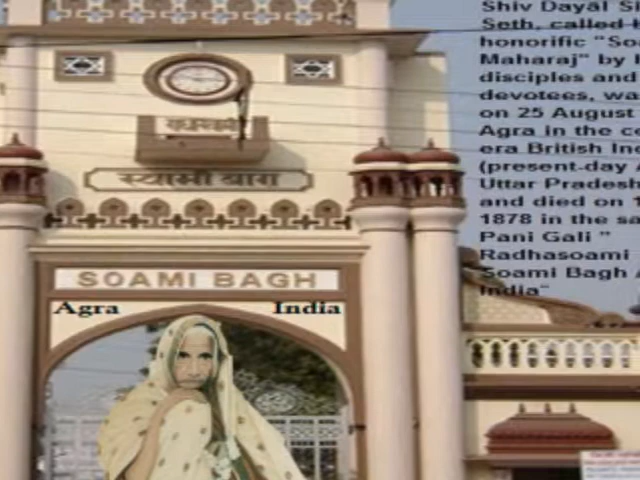 Shiv Dayal
Seth, called
honorific "So
Maharaj" by
disciples and
devotees, was
on 25 August
Agra in the
era British
(present-day
Uttar Pradesh
and died on
1878 in the
Pani Gali "
Radhasoami
Soami Bagh
India"
स्वामी बाग
SOAMI BAGH
Agra India